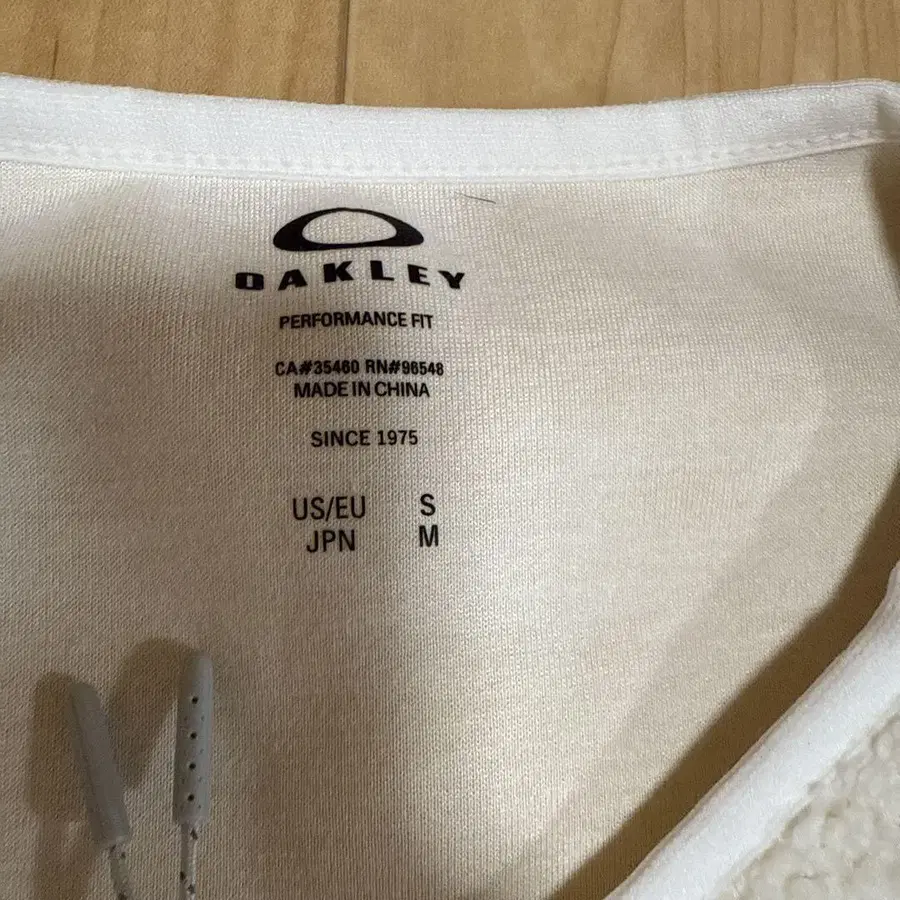 OAKLEY
PERFORMANCE FIT
CA#35460 RN#96548
MADE IN CHINA
SINCE 1975
US/EU S
JPN M